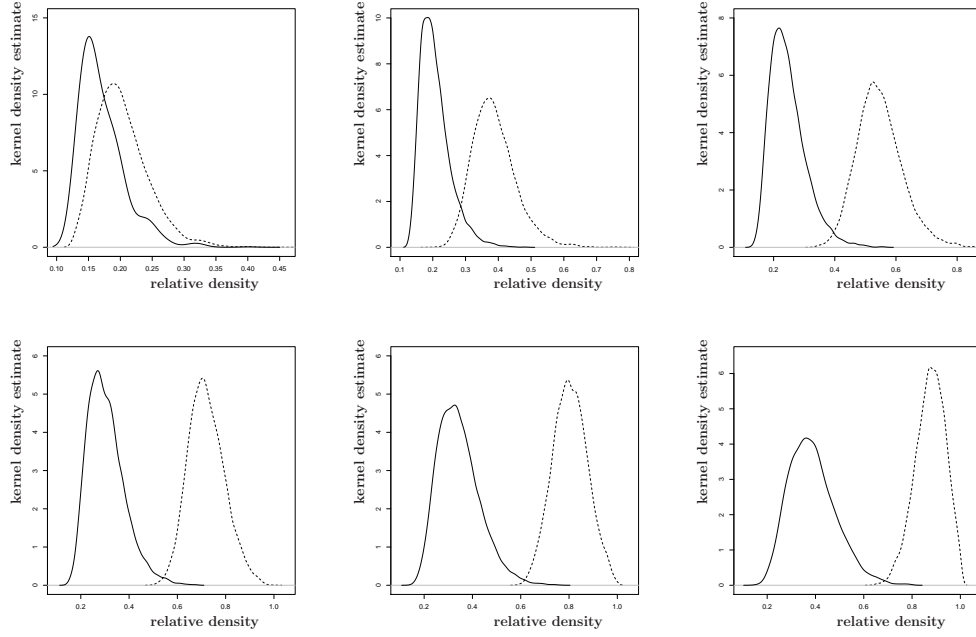 kernel density estimate
0 5 10 15
0.10 0.15 0.20 0.25 0.30 0.35 0.40 0.45
relative density
kernel density estimate
0 2 4 6 8 10
0.1 0.2 0.3 0.4 0.5 0.6 0.7 0.8
relative density
kernel density estimate
0 2 4 6 8
0.2 0.4 0.6 0.8
relative density
kernel density estimate
0 1 2 3 4 5 6
0.2 0.4 0.6 0.8 1.0
relative density
kernel density estimate
0 1 2 3 4 5 6
0.2 0.4 0.6 0.8 1.0
relative density
kernel density estimate
0 1 2 3 4 5 6
0.2 0.4 0.6 0.8 1.0
relative density